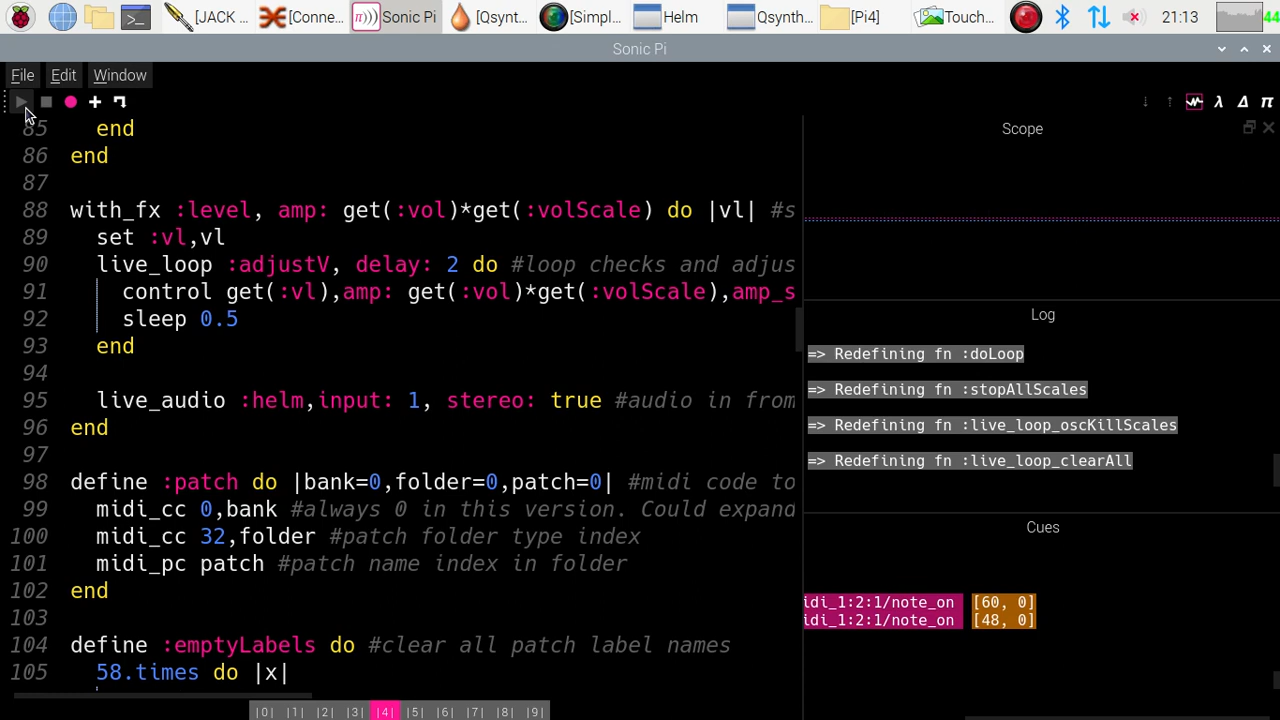 [JACK ... [Conne... π))) Sonic Pi [Qsynt... [Simpl... Helm Qsynth... [Pi4] Touch... 21:13 44
Sonic Pi
File Edit Window
λ Δ π
Scope
85 end
86 end
87
88 with_fx :level, amp: get(:vol)*get(:volScale) do |vl| #s
89 set :vl,vl
90 live_loop :adjustV, delay: 2 do #loop checks and adjus
91 control get(:vl),amp: get(:vol)*get(:volScale),amp_s
92 sleep 0.5
93 end
94
95 live_audio :helm,input: 1, stereo: true #audio in from
96 end
97
98 define :patch do |bank=0,folder=0,patch=0| #midi code to
99 midi_cc 0,bank #always 0 in this version. Could expand
100 midi_cc 32,folder #patch folder type index
101 midi_pc patch #patch name index in folder
102 end
103
104 define :emptyLabels do #clear all patch label names
105 58.times do |x|
Log
=> Redefining fn :doLoop
=> Redefining fn :stopAllScales
=> Redefining fn :live_loop_oscKillScales
=> Redefining fn :live_loop_clearAll
Cues
idi_1:2:1/note_on [60, 0]
idi_1:2:1/note_on [48, 0]
|0| |1| |2| |3| |4| |5| |6| |7| |8| |9|